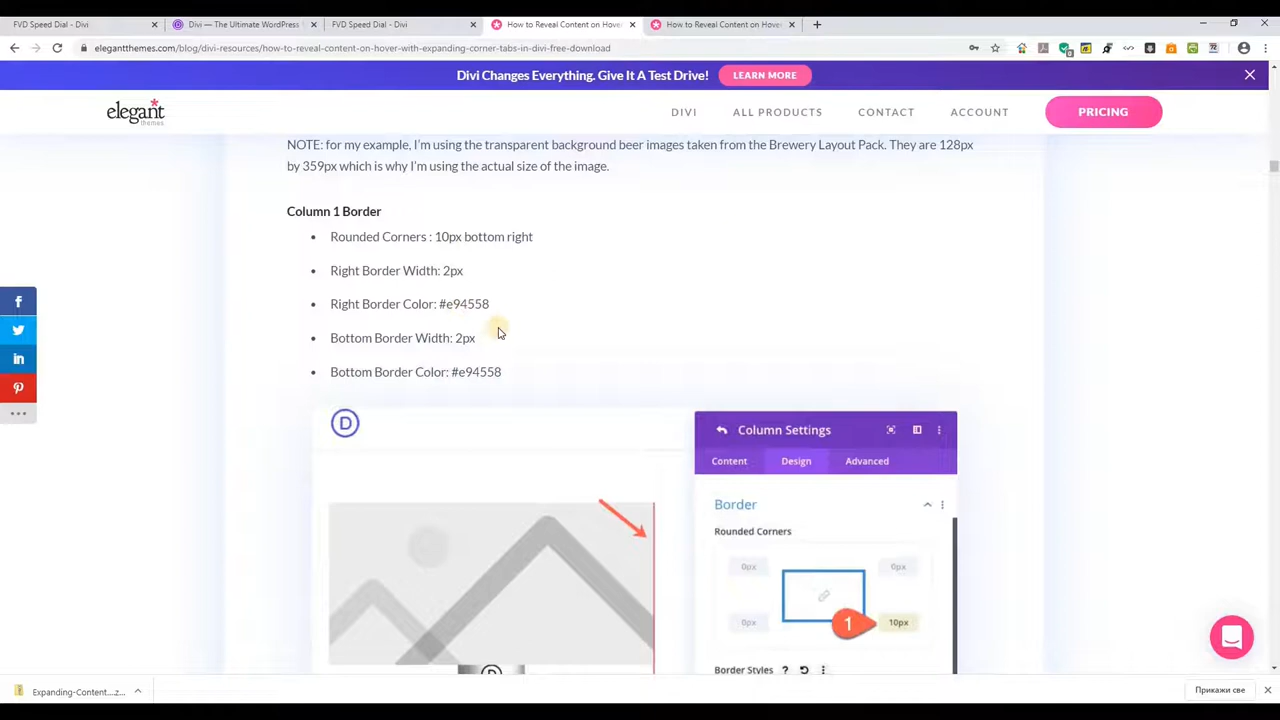 FVD Speed Dial - Divi
Divi — The Ultimate WordPress
FVD Speed Dial - Divi
How to Reveal Content on Hover
How to Reveal Content on Hover
elegantthemes.com/blog/divi-resources/how-to-reveal-content-on-hover-with-expanding-corner-tabs-in-divi-free-download
Divi Changes Everything. Give It A Test Drive!
LEARN MORE
elegant
themes
DIVI
ALL PRODUCTS
CONTACT
ACCOUNT
PRICING
NOTE: for my example, I'm using the transparent background beer images taken from the Brewery Layout Pack. They are 128px
by 359px which is why I'm using the actual size of the image.
Column 1 Border
• Rounded Corners : 10px bottom right
• Right Border Width: 2px
• Right Border Color: #e94558
• Bottom Border Width: 2px
• Bottom Border Color: #e94558
D
Column Settings
Content
Design
Advanced
Border
Rounded Corners
0px
0px
0px
1
10px
Border Styles
D
Expanding-Content....z...
Прикажи све